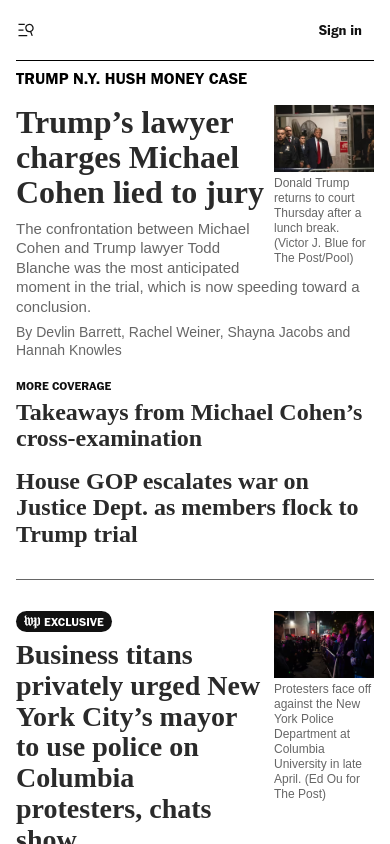 Sign in
TRUMP N.Y. HUSH MONEY CASE
Trump’s lawyer
charges Michael
Cohen lied to jury
The confrontation between Michael
Cohen and Trump lawyer Todd
Blanche was the most anticipated
moment in the trial, which is now speeding toward a
conclusion.
By Devlin Barrett, Rachel Weiner, Shayna Jacobs and
Hannah Knowles
Donald Trump
returns to court
Thursday after a
lunch break.
(Victor J. Blue for
The Post/Pool)
MORE COVERAGE
Takeaways from Michael Cohen’s
cross-examination
House GOP escalates war on
Justice Dept. as members flock to
Trump trial
wp EXCLUSIVE
Business titans
privately urged New
York City’s mayor
to use police on
Columbia
protesters, chats
show
Protesters face off
against the New
York Police
Department at
Columbia
University in late
April. (Ed Ou for
The Post)